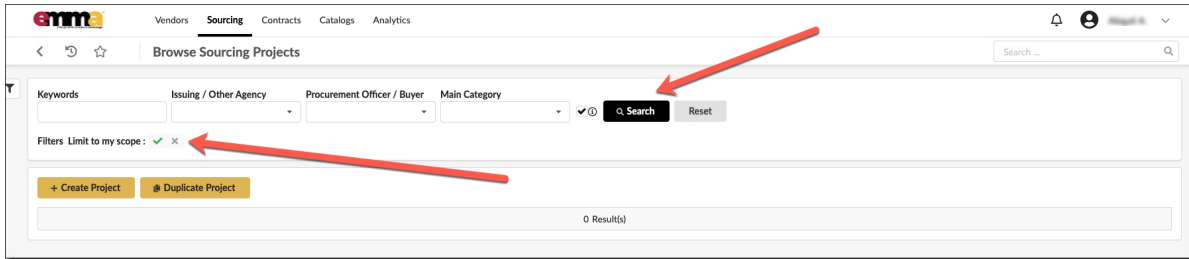 emma
Vendors Sourcing Contracts Catalogs Analytics
Browse Sourcing Projects
Search ...
Keywords Issuing / Other Agency Procurement Officer / Buyer Main Category
Search Reset
Filters Limit to my scope :
+ Create Project Duplicate Project
0 Result(s)